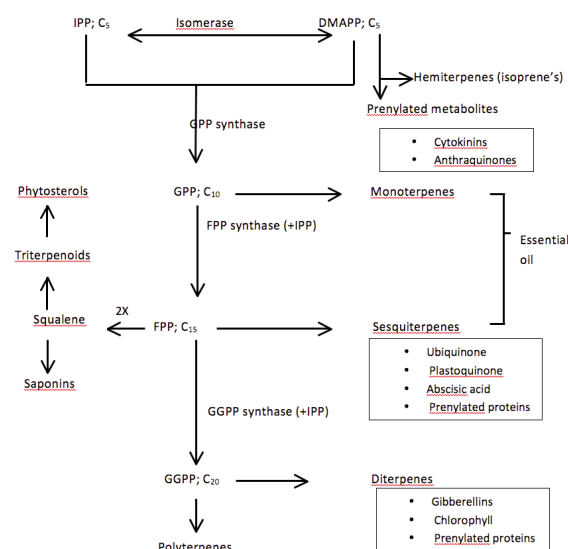 IPP; C5
Isomerase
DMAPP; C5
Hemiterpenes (isoprene’s)
Prenylated metabolites
GPP synthase
• Cytokinins
• Anthraquinones
Phytosterols
GPP; C10
Monoterpenes
FPP synthase (+IPP)
Essential
oil
Triterpenoids
2X
Squalene
FPP; C15
Sesquiterpenes
• Ubiquinone
• Plastoquinone
• Abscisic acid
• Prenylated proteins
Saponins
GGPP synthase (+IPP)
GGPP; C20
Diterpenes
• Gibberellins
• Chlorophyll
• Prenylated proteins
Polyterpenes